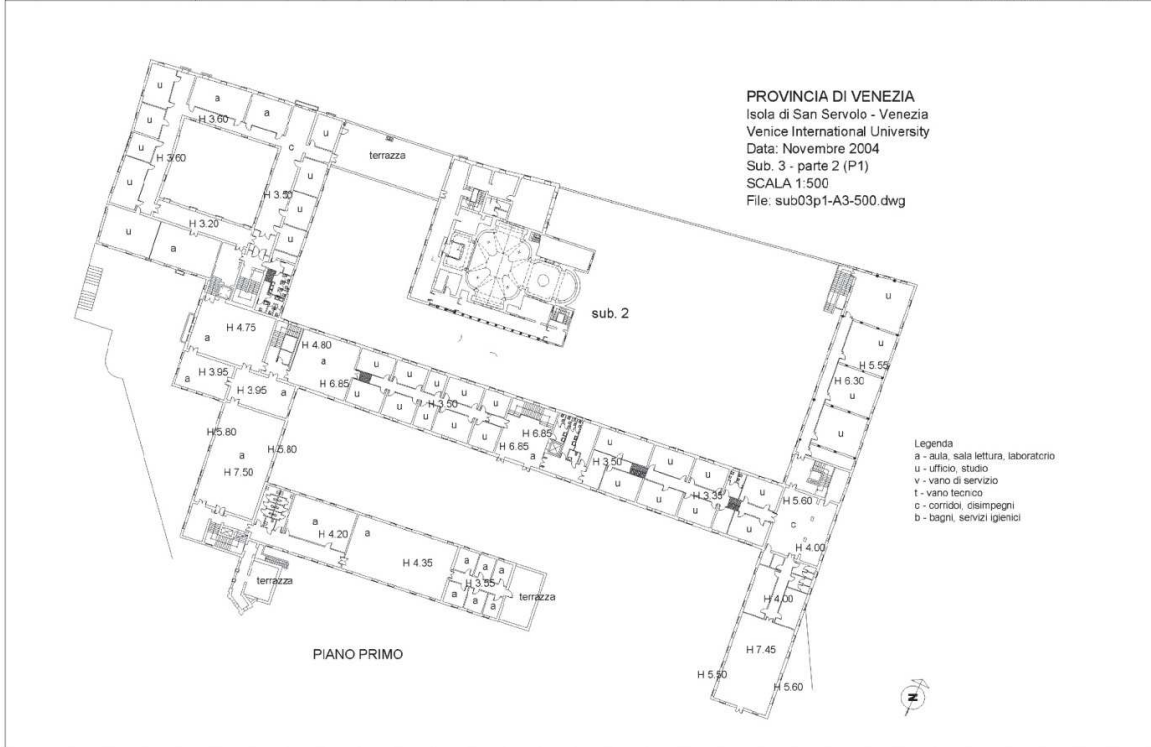 PROVINCIA DI VENEZIA
Isola di San Servolo - Venezia
Venice International University
Data: Novembre 2004
Sub. 3 - parte 2 (P1)
SCALA 1:500
File: sub03p1-A3-500.dwg
u
a
a
H 3.60
u
u
c
terrazza
u
H 3.60
u
u
H 3.50
u
H 3.20
u
u
a
sub. 2
u
H 4.75
a
H 4.80
a
u
H 5.55
H 3.95
a
H 3.95
a
H 6.85
u
u
u
u
u
H 6.30
u
u
u
H 3.50
u
u
u
H 5.80
H 5.80
a
H 7.50
H 6.85
H 6.85
a
u
H 3.50
u
u
u
u
u
H 3.35
u
u
u
H 5.60
c
H 4.00
a
H 4.20
a
H 4.35
a
a
a
H 3.55
a
a
a
terrazza
terrazza
H 4.00
H 7.45
H 5.50
H 5.60
Legenda
a - aula, sala lettura, laboratorio
u - ufficio, studio
v - vano di servizio
t - vano tecnico
c - corridoi, disimpegni
b - bagni, servizi igienici
PIANO PRIMO
N